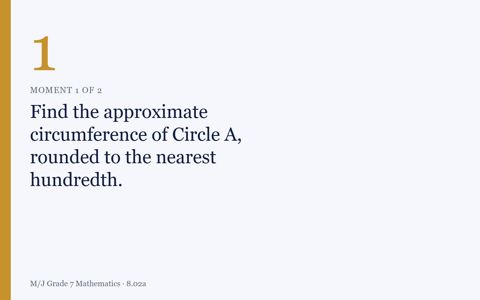 1
MOMENT 1 OF 2
Find the approximate
circumference of Circle A,
rounded to the nearest
hundredth.
M/J Grade 7 Mathematics · 8.02a